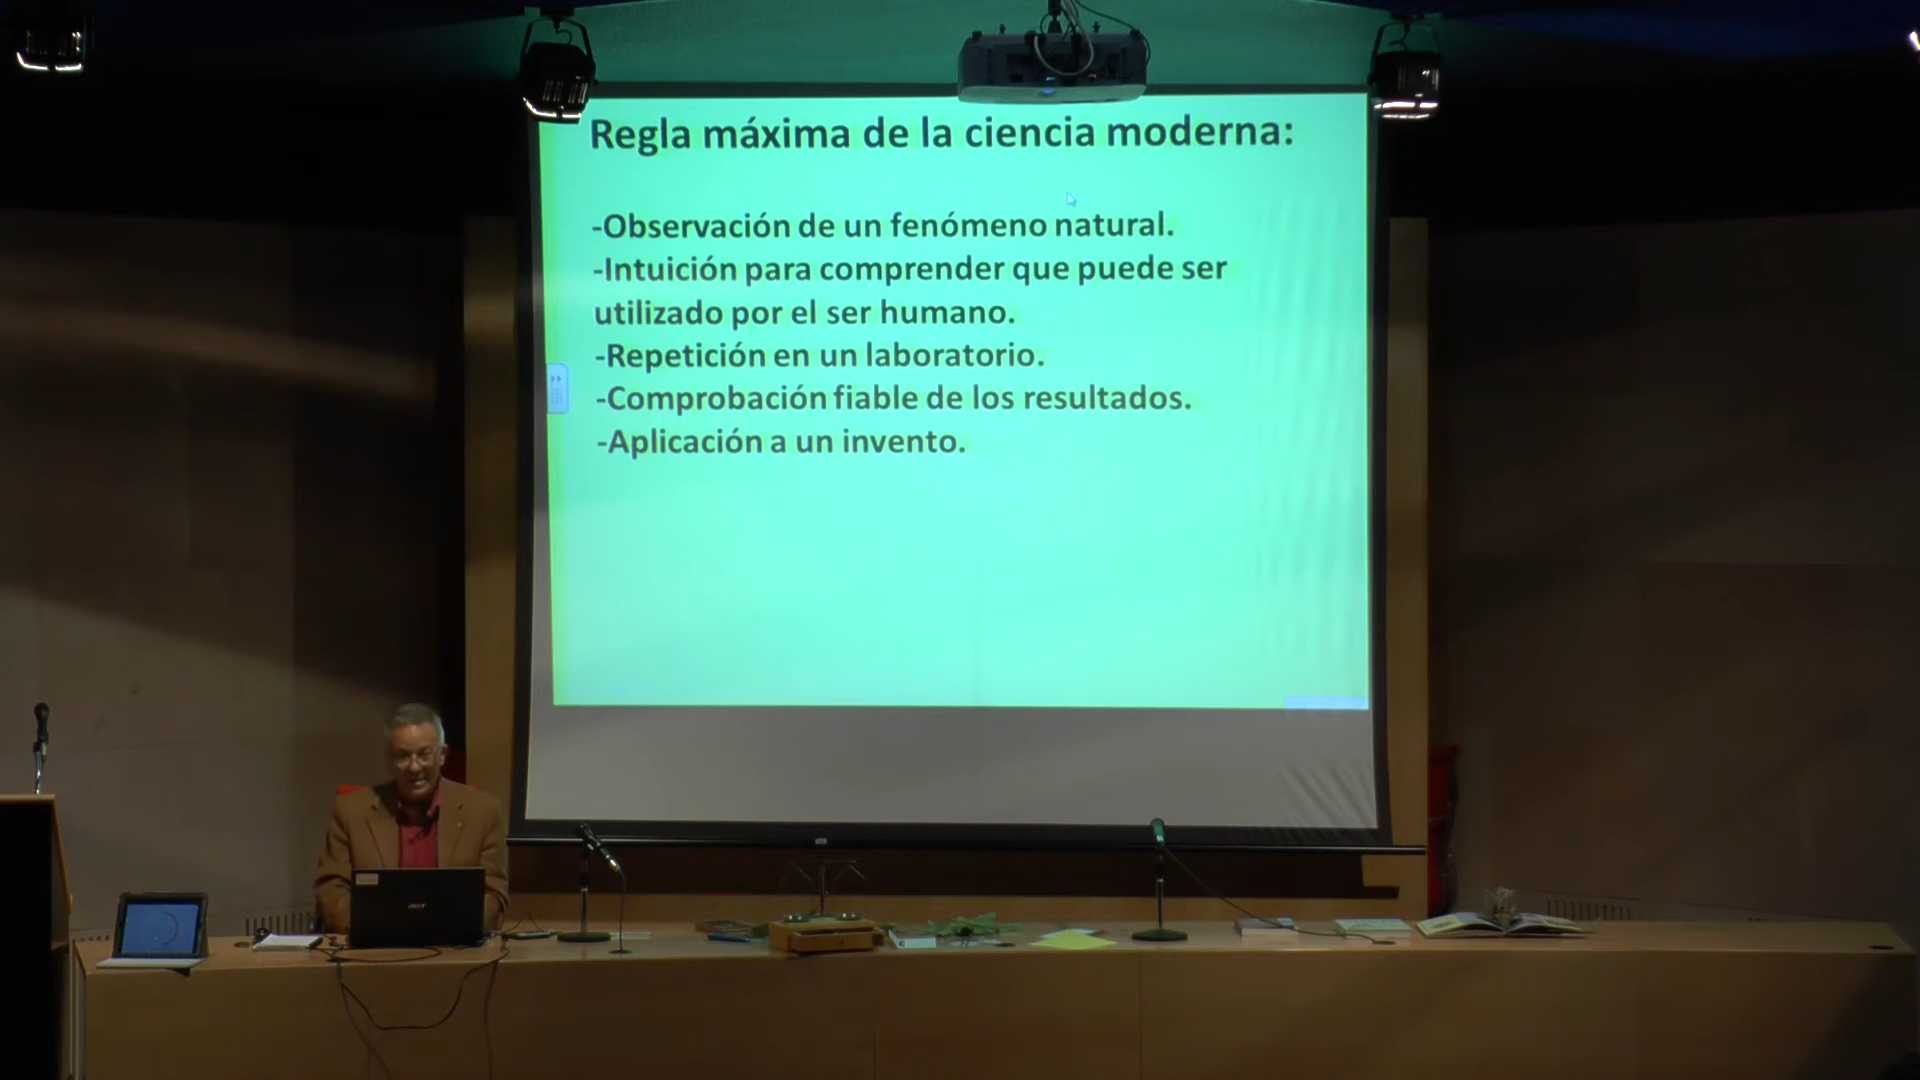 Regla máxima de la ciencia moderna:
-Observación de un fenómeno natural.
-Intuición para comprender que puede ser
utilizado por el ser humano.
-Repetición en un laboratorio.
-Comprobación fiable de los resultados.
-Aplicación a un invento.
acer